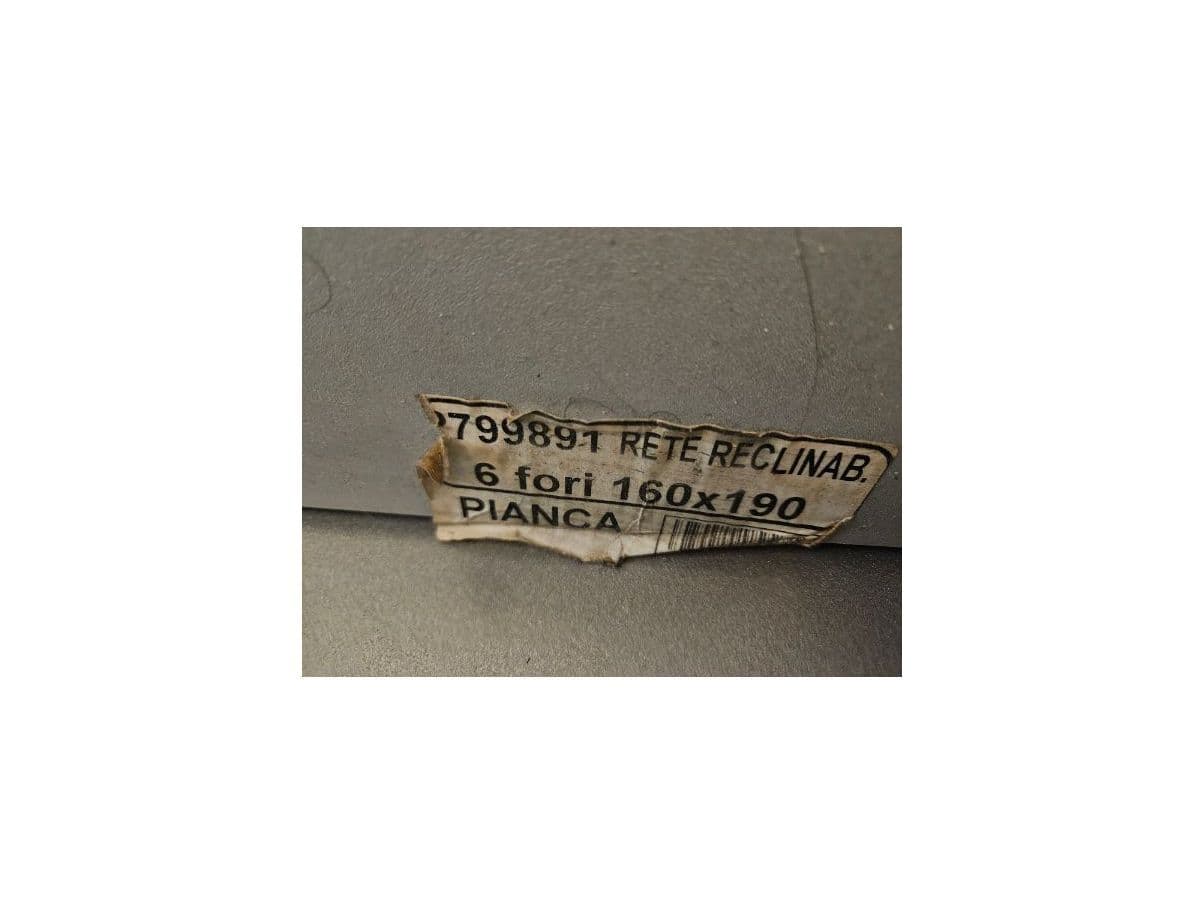 799891 RETE RECLINAB.
6 fori 160x190
PIANCA